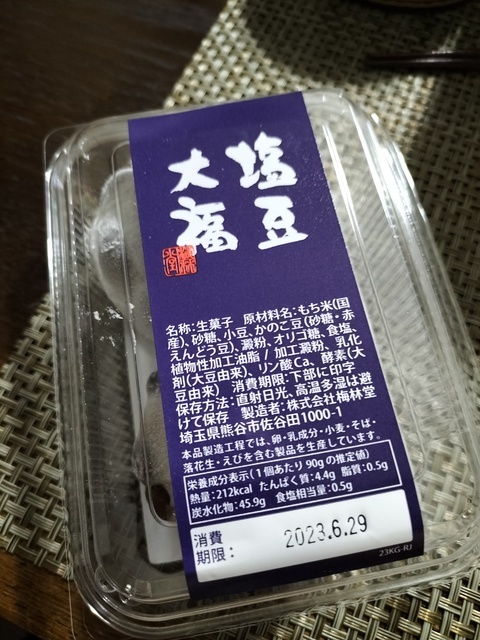 塩豆
大福
名称:生菓子 原材料名:もち米(国
産)、砂糖、小豆、かのこ豆(砂糖・赤
えんどう豆)、澱粉、オリゴ糖、食塩、
植物性加工油脂 / 加工澱粉、乳化
剤(大豆由来)、リン酸Ca、酵素(大
豆由来) 消費期限:下部に印字
保存方法:直射日光、高温多湿は避
けて保存 製造者:株式会社梅林堂
埼玉県熊谷市佐谷田1000-1
本品製造工程では、卵・乳成分・小麦・そば・
落花生・えびを含む製品を生産しています。
栄養成分表示(1個あたり 90gの推定値)
熱量:212kcal たんぱく質:4.4g 脂質:0.5g
炭水化物:45.9g 食塩相当量:0.5g
消費
期限: 2023.6.29
23KG-RJ